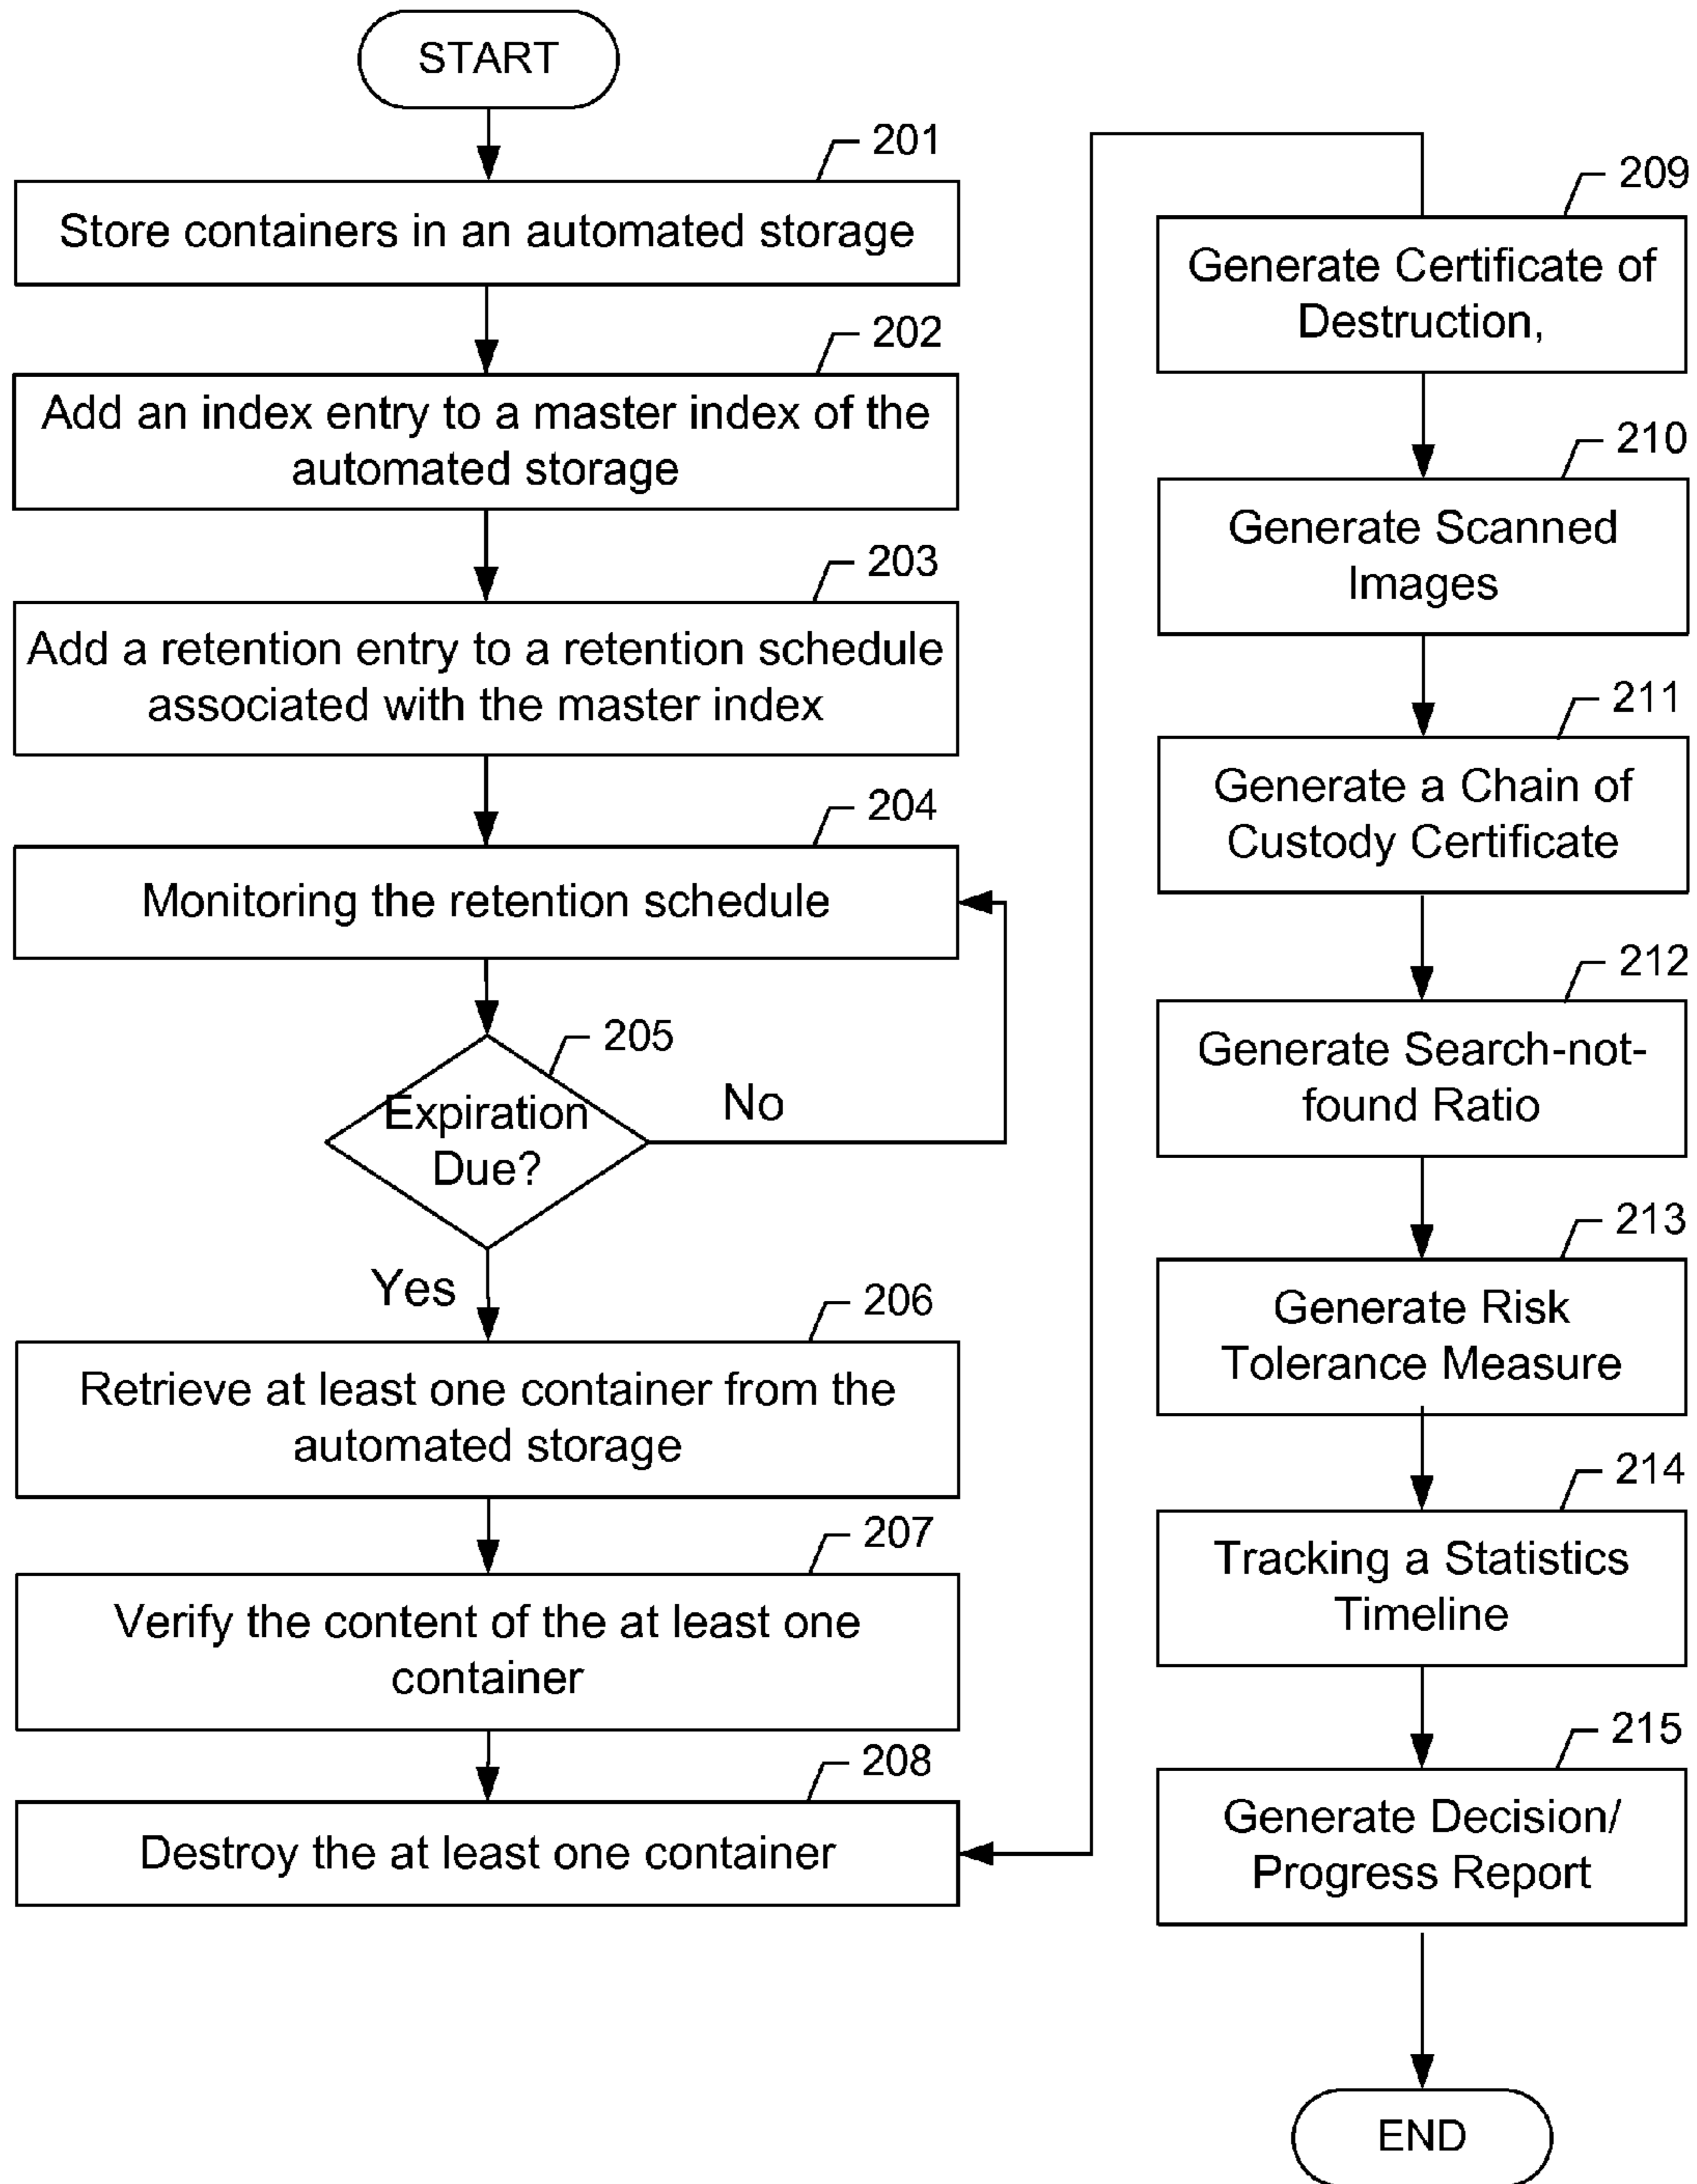 START
201
Store containers in an automated storage
202
Add an index entry to a master index of the
automated storage
203
Add a retention entry to a retention schedule
associated with the master index
204
Monitoring the retention schedule
205
Expiration
Due?
No
Yes
206
Retrieve at least one container from the
automated storage
207
Verify the content of the at least one
container
208
Destroy the at least one container
209
Generate Certificate of
Destruction,
210
Generate Scanned
Images
211
Generate a Chain of
Custody Certificate
212
Generate Search-not-
found Ratio
213
Generate Risk
Tolerance Measure
214
Tracking a Statistics
Timeline
215
Generate Decision/
Progress Report
END